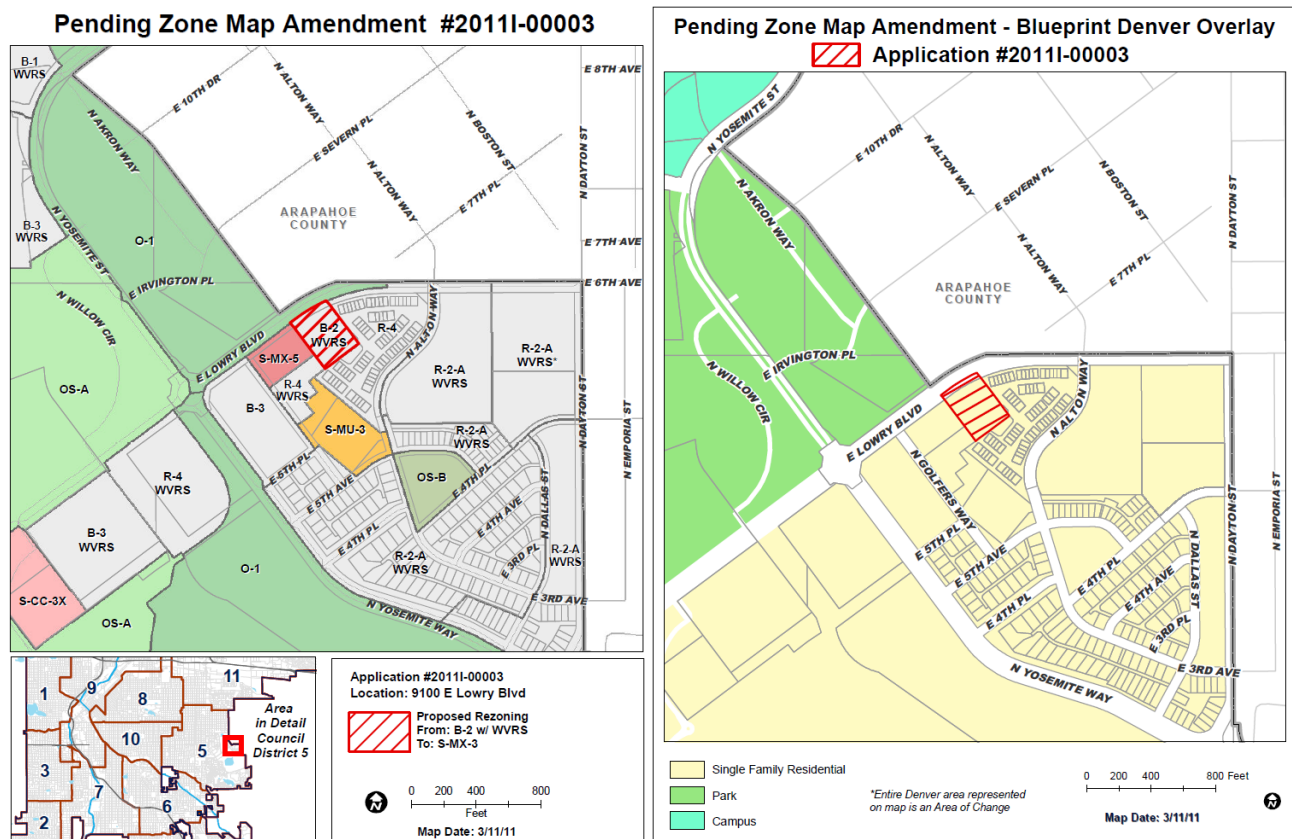 Pending Zone Map Amendment #2011I-00003
B-1
WVRS
E 8TH AVE
E 10TH DR
N ALTON WAY
N AKRON WAY
E SEVERN PL
N BOSTON ST
N DAYTON ST
B-3
WVRS
N YOSEMITE ST
O-1
ARAPAHOE
COUNTY
N ALTON WAY
E 7TH PL
E 7TH AVE
N WILLOW CIR
E IRVINGTON PL
E 6TH AVE
B-2
WVRS
R-4
N ALTON WAY
E LOWRY BLVD
S-MX-5
R-2-A
WVRS*
OS-A
R-4
WVRS
R-2-A
WVRS
B-3
N DAYTON ST
N EMPORIA ST
S-MU-3
R-2-A
WVRS
E 5TH PL
E 5TH AVE
OS-B
E 4TH PL
R-4
WVRS
E 4TH PL
E 4TH AVE
N DALLAS ST
B-3
WVRS
O-1
R-2-A
WVRS
E 3RD PL
R-2-A
WVRS
S-CC-3X
OS-A
E 3RD AVE
N YOSEMITE WAY
1
9
8
11
10
5
3
7
6
2
Area
in Detail
Council
District 5
Application #2011I-00003
Location: 9100 E Lowry Blvd
Proposed Rezoning
From: B-2 w/ WVRS
To: S-MX-3
N
0 200 400 800
Feet
Map Date: 3/11/11
Pending Zone Map Amendment - Blueprint Denver Overlay
Application #2011I-00003
N YOSEMITE ST
E 10TH DR
N ALTON WAY
N AKRON WAY
E SEVERN PL
N BOSTON ST
N DAYTON ST
N ALTON WAY
E 7TH PL
ARAPAHOE
COUNTY
N WILLOW CIR
E IRVINGTON PL
E LOWRY BLVD
N ALTON WAY
N GOLFERS WAY
N DAYTON ST
N EMPORIA ST
E 5TH PL
E 5TH AVE
E 4TH PL
E 4TH PL
E 4TH AVE
N DALLAS ST
E 3RD PL
E 3RD AVE
N YOSEMITE WAY
Single Family Residential
Park
Campus
*Entire Denver area represented
on map is an Area of Change
0 200 400 800 Feet
Map Date: 3/11/11
N